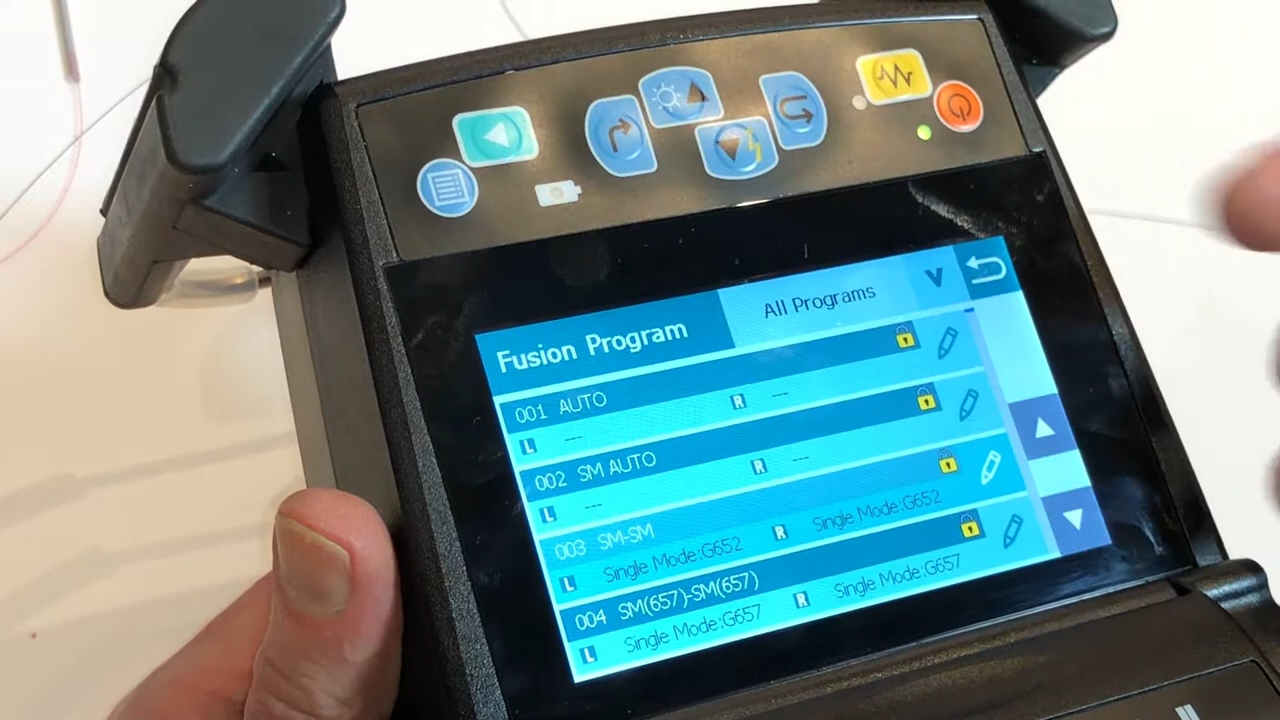 Fusion Program
All Programs
001 AUTO
L --- R ---
002 SM AUTO
L --- R ---
003 SM-SM
L Single Mode:G652 R Single Mode:G652
004 SM(657)-SM(657)
L Single Mode:G657 R Single Mode:G657